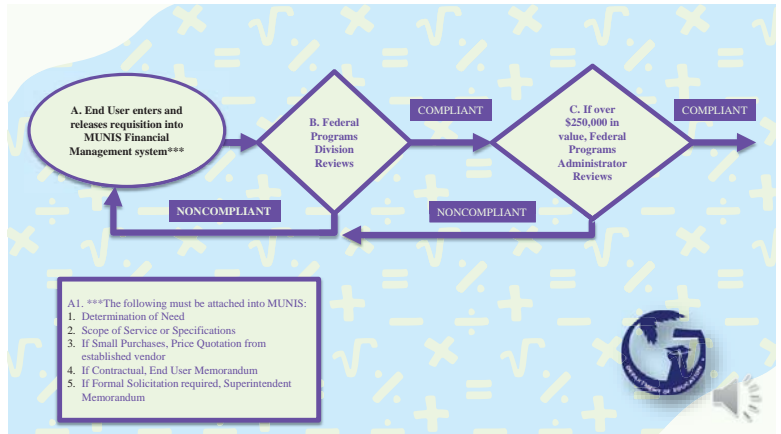 A. End User enters and
releases requisition into
MUNIS Financial
Management system***
B. Federal
Programs
Division
Reviews
COMPLIANT
C. If over
$250,000 in
value, Federal
Programs
Administrator
Reviews
COMPLIANT
NONCOMPLIANT
NONCOMPLIANT
A1. ***The following must be attached into MUNIS:
1. Determination of Need
2. Scope of Service or Specifications
3. If Small Purchases, Price Quotation from
established vendor
4. If Contractual, End User Memorandum
5. If Formal Solicitation required, Superintendent
Memorandum
DEPARTMENT OF EDUCATION